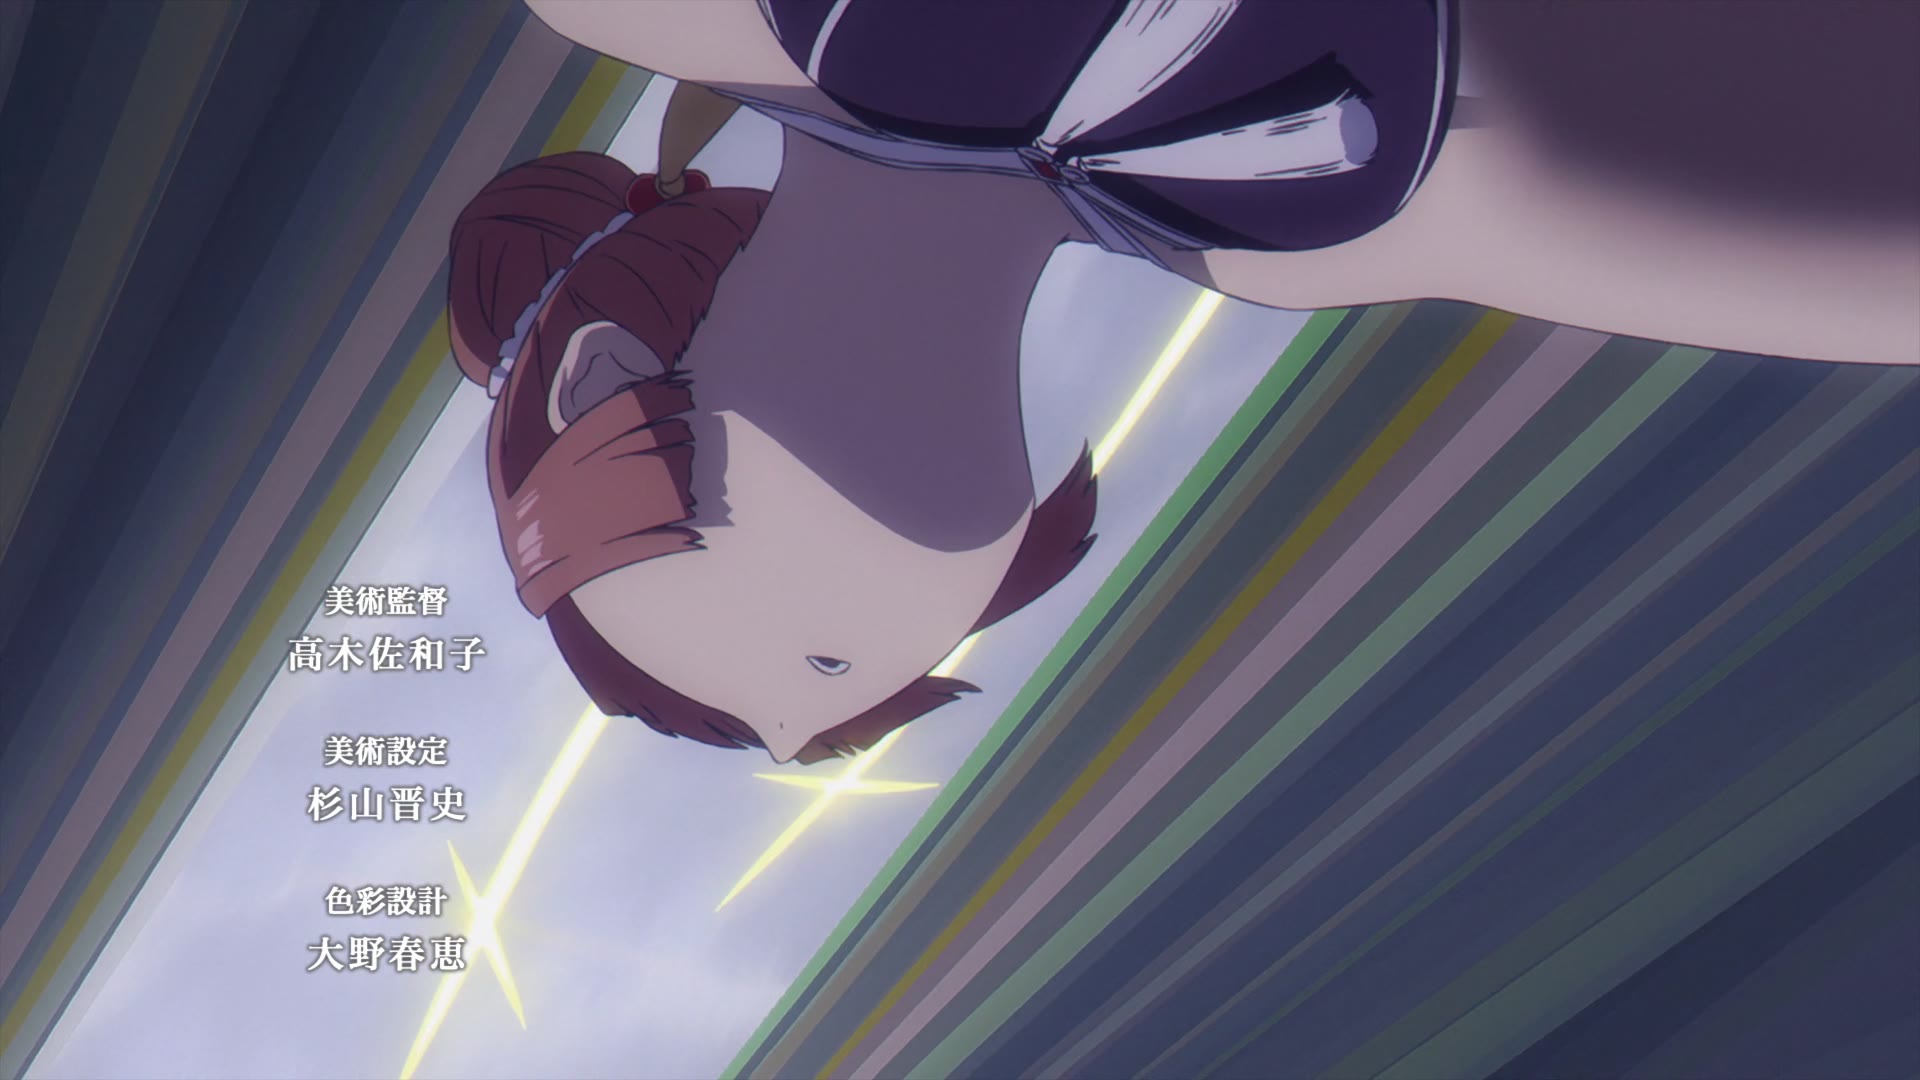 美術監督
高木佐和子
美術設定
杉山晋史
色彩設計
大野春恵